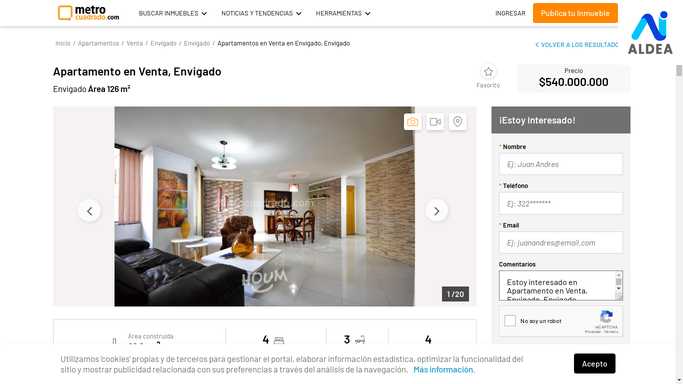 metro
cuadrado.com
BUSCAR INMUEBLES
NOTICIAS Y TENDENCIAS
HERRAMIENTAS
INGRESAR
Publica tu inmueble
ALDEA
Inicio / Apartamentos / Venta / Envigado / Envigado / Apartamentos en Venta en Envigado, Envigado
< VOLVER A LOS RESULTADO
Apartamento en Venta, Envigado
Envigado Área 126 m²
Favorito
Precio
$540.000.000
HOUM
1 / 20
¡Estoy Interesado!
* Nombre
Ej: Juan Andres
* Teléfono
Ej: 322*******
* Email
Ej: juanandres@email.com
Comentarios
Estoy interesado en
Apartamento en Venta,
Envigado, Envigado
No soy un robot
reCAPTCHA
Privacidad - Términos
Área construida
4
3
4
Utilizamos 'cookies' propias y de terceros para gestionar el portal, elaborar información estadística, optimizar la funcionalidad del
sitio y mostrar publicidad relacionada con sus preferencias a través del análisis de la navegación. Más información.
Acepto